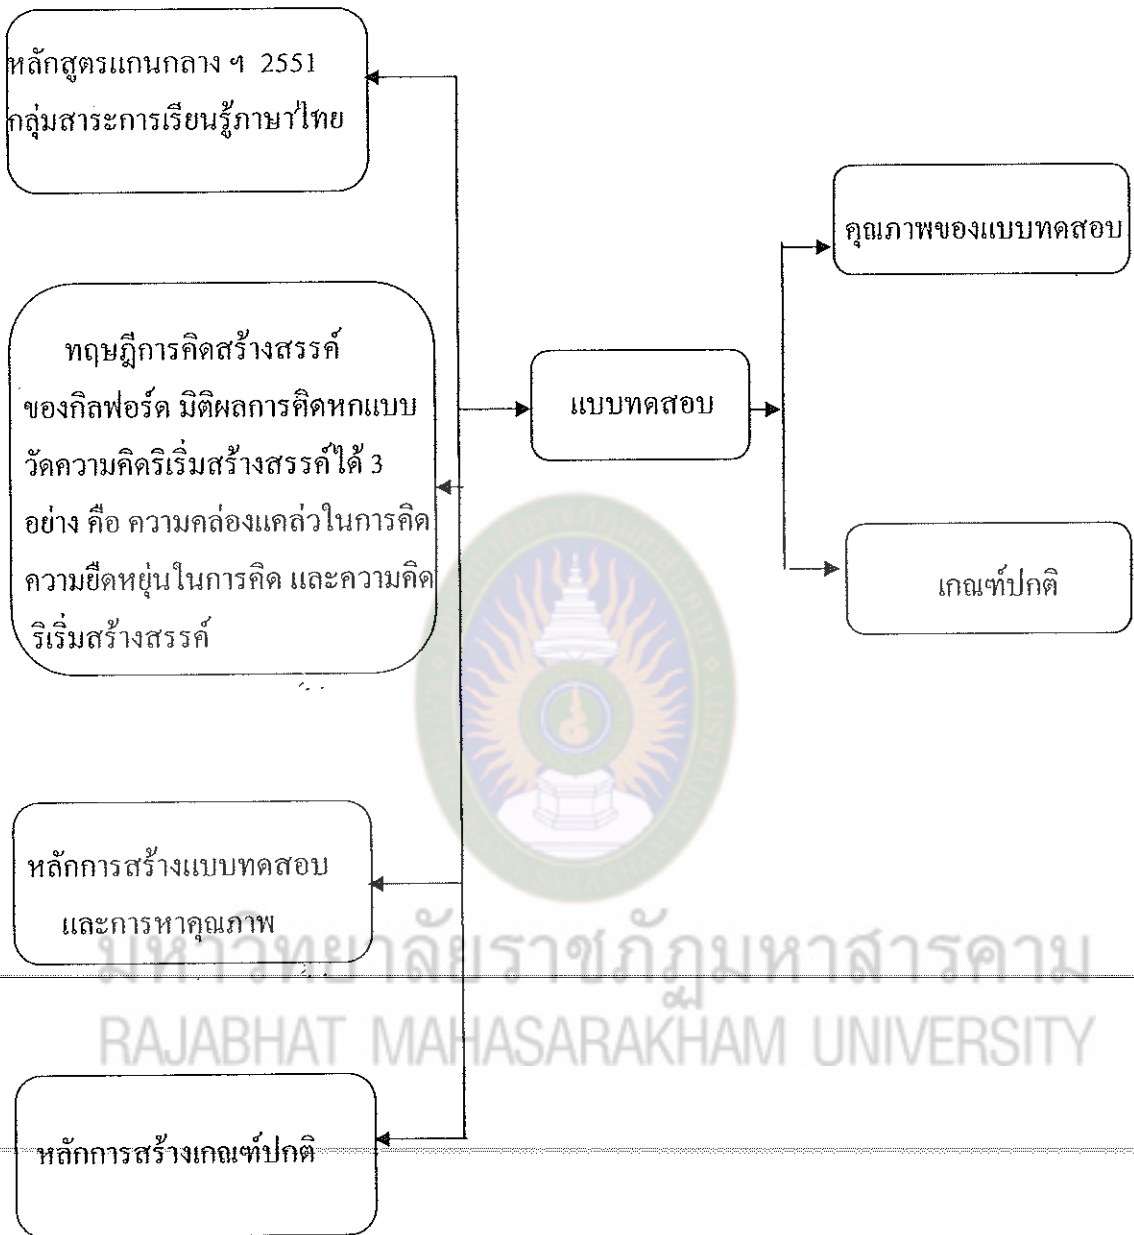 หลักสูตรแกนกลาง ฯ 2551
กลุ่มสาระการเรียนรู้ภาษาไทย
ทฤษฎีการคิดสร้างสรรค์
ของกิลฟอร์ด มิติผลการคิดหกแบบ
วัดความคิดริเริ่มสร้างสรรค์ได้ 3
อย่าง คือ ความคล่องแคล่วในการคิด
ความยืดหยุ่นในการคิด และความคิด
ริเริ่มสร้างสรรค์
หลักการสร้างแบบทดสอบ
และการหาคุณภาพ
หลักการสร้างเกณฑ์ปกติ
แบบทดสอบ
คุณภาพของแบบทดสอบ
เกณฑ์ปกติ
มหาวิทยาลัยราชภัฏมหาสารคาม
RAJABHAT MAHASARAKHAM UNIVERSITY